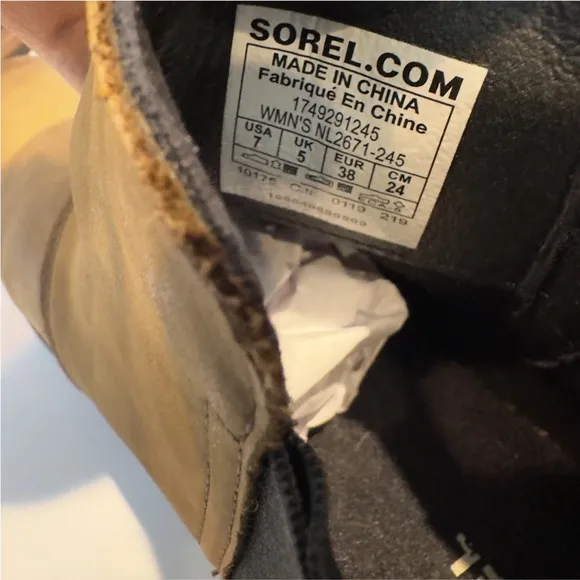 SOREL.COM
MADE IN CHINA
Fabriqué En Chine
1749291245
WMN'S NL2671-245
USA UK EUR CM
7 5 38 24
10175 0119 219